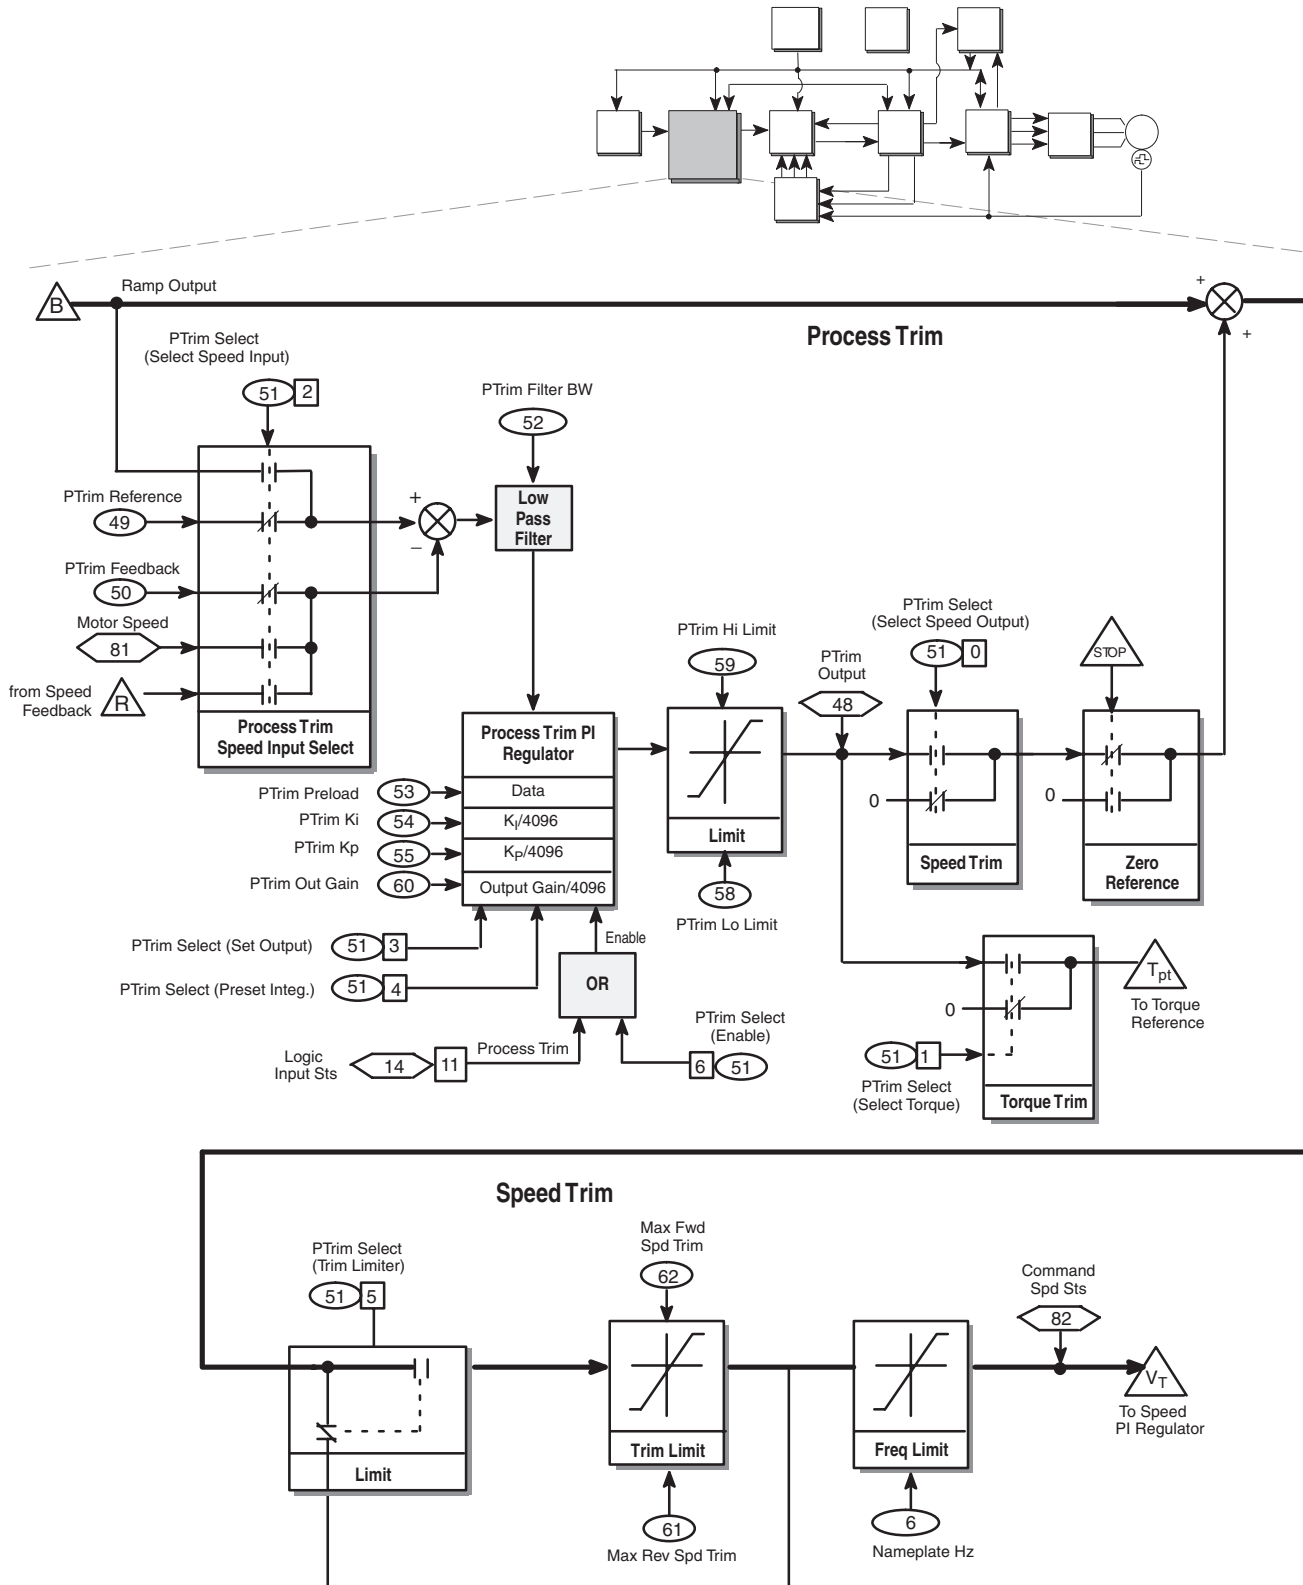 B
Ramp Output
+
Process Trim
+
PTrim Select
(Select Speed Input)
51 2
PTrim Filter BW
52
PTrim Reference
49
+
Low
Pass
Filter
−
PTrim Feedback
50
Motor Speed
81
from Speed
Feedback
R
Process Trim
Speed Input Select
PTrim Hi Limit
59
PTrim
Output
48
PTrim Select
(Select Speed Output)
51 0
STOP
Process Trim PI
Regulator
PTrim Preload
53
Data
PTrim Ki
54
KI/4096
PTrim Kp
55
KP/4096
PTrim Out Gain
60
Output Gain/4096
Limit
58
PTrim Lo Limit
0
Speed Trim
0
Zero
Reference
PTrim Select (Set Output)
51 3
Enable
PTrim Select (Preset Integ.)
51 4
OR
Logic
Input Sts
14 11
Process Trim
PTrim Select
(Enable)
6 51
Tpt
To Torque
Reference
0
51 1
PTrim Select
(Select Torque)
Torque Trim
Speed Trim
PTrim Select
(Trim Limiter)
51 5
Limit
Max Fwd
Spd Trim
62
Trim Limit
61
Max Rev Spd Trim
Freq Limit
6
Nameplate Hz
Command
Spd Sts
82
VT
To Speed
PI Regulator